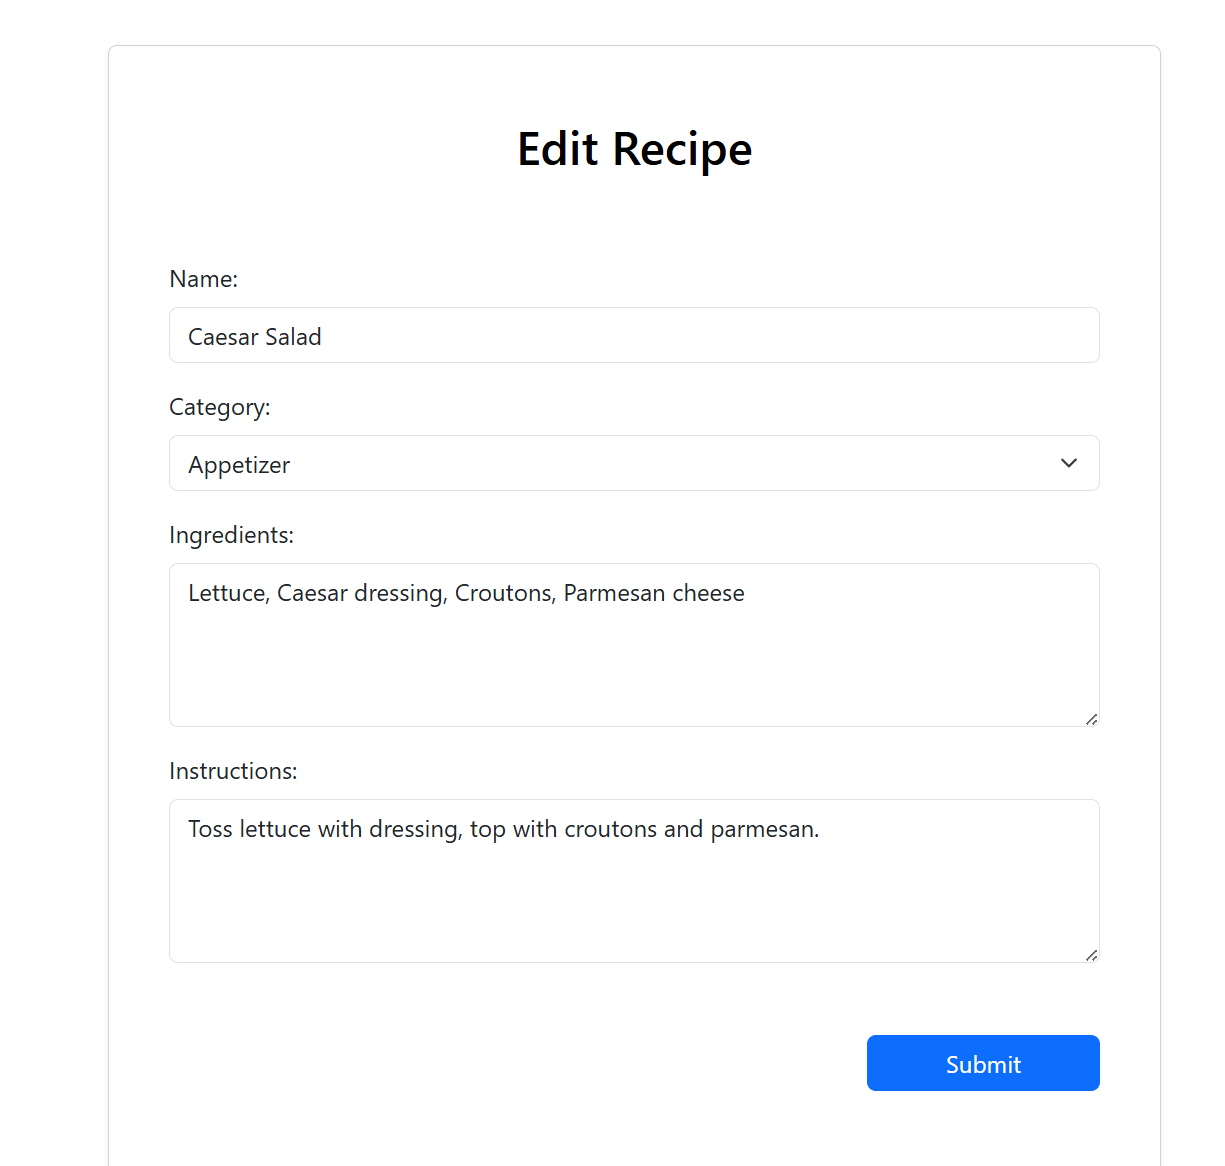 Edit Recipe
Name:
Caesar Salad
Category:
Appetizer
Ingredients:
Lettuce, Caesar dressing, Croutons, Parmesan cheese
Instructions:
Toss lettuce with dressing, top with croutons and parmesan.
Submit